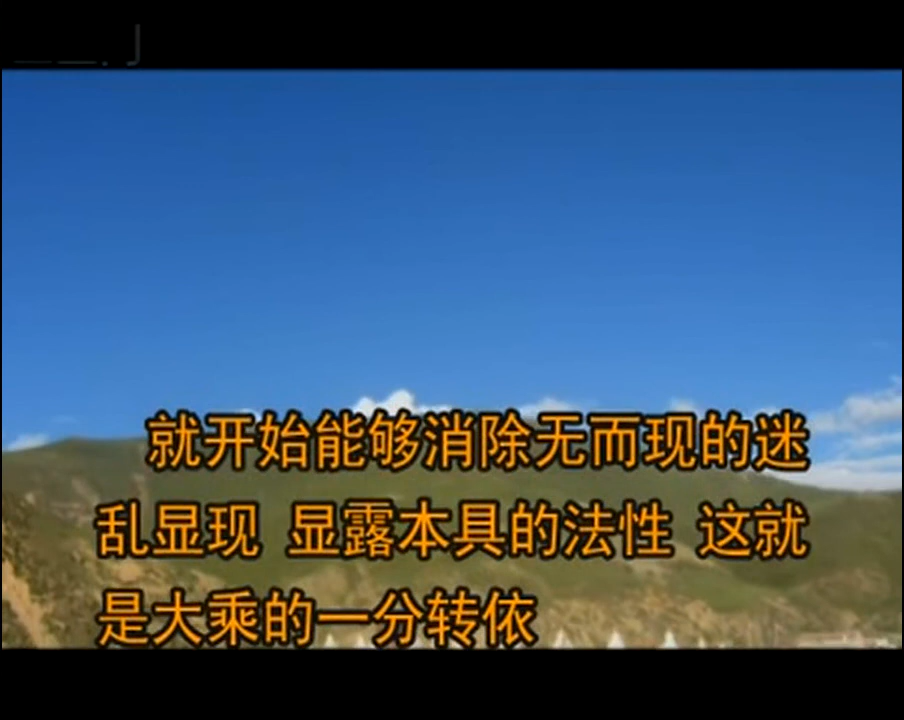 就开始能够消除无而现的迷
乱显现 显露本具的法性 这就
是大乘的一分转依